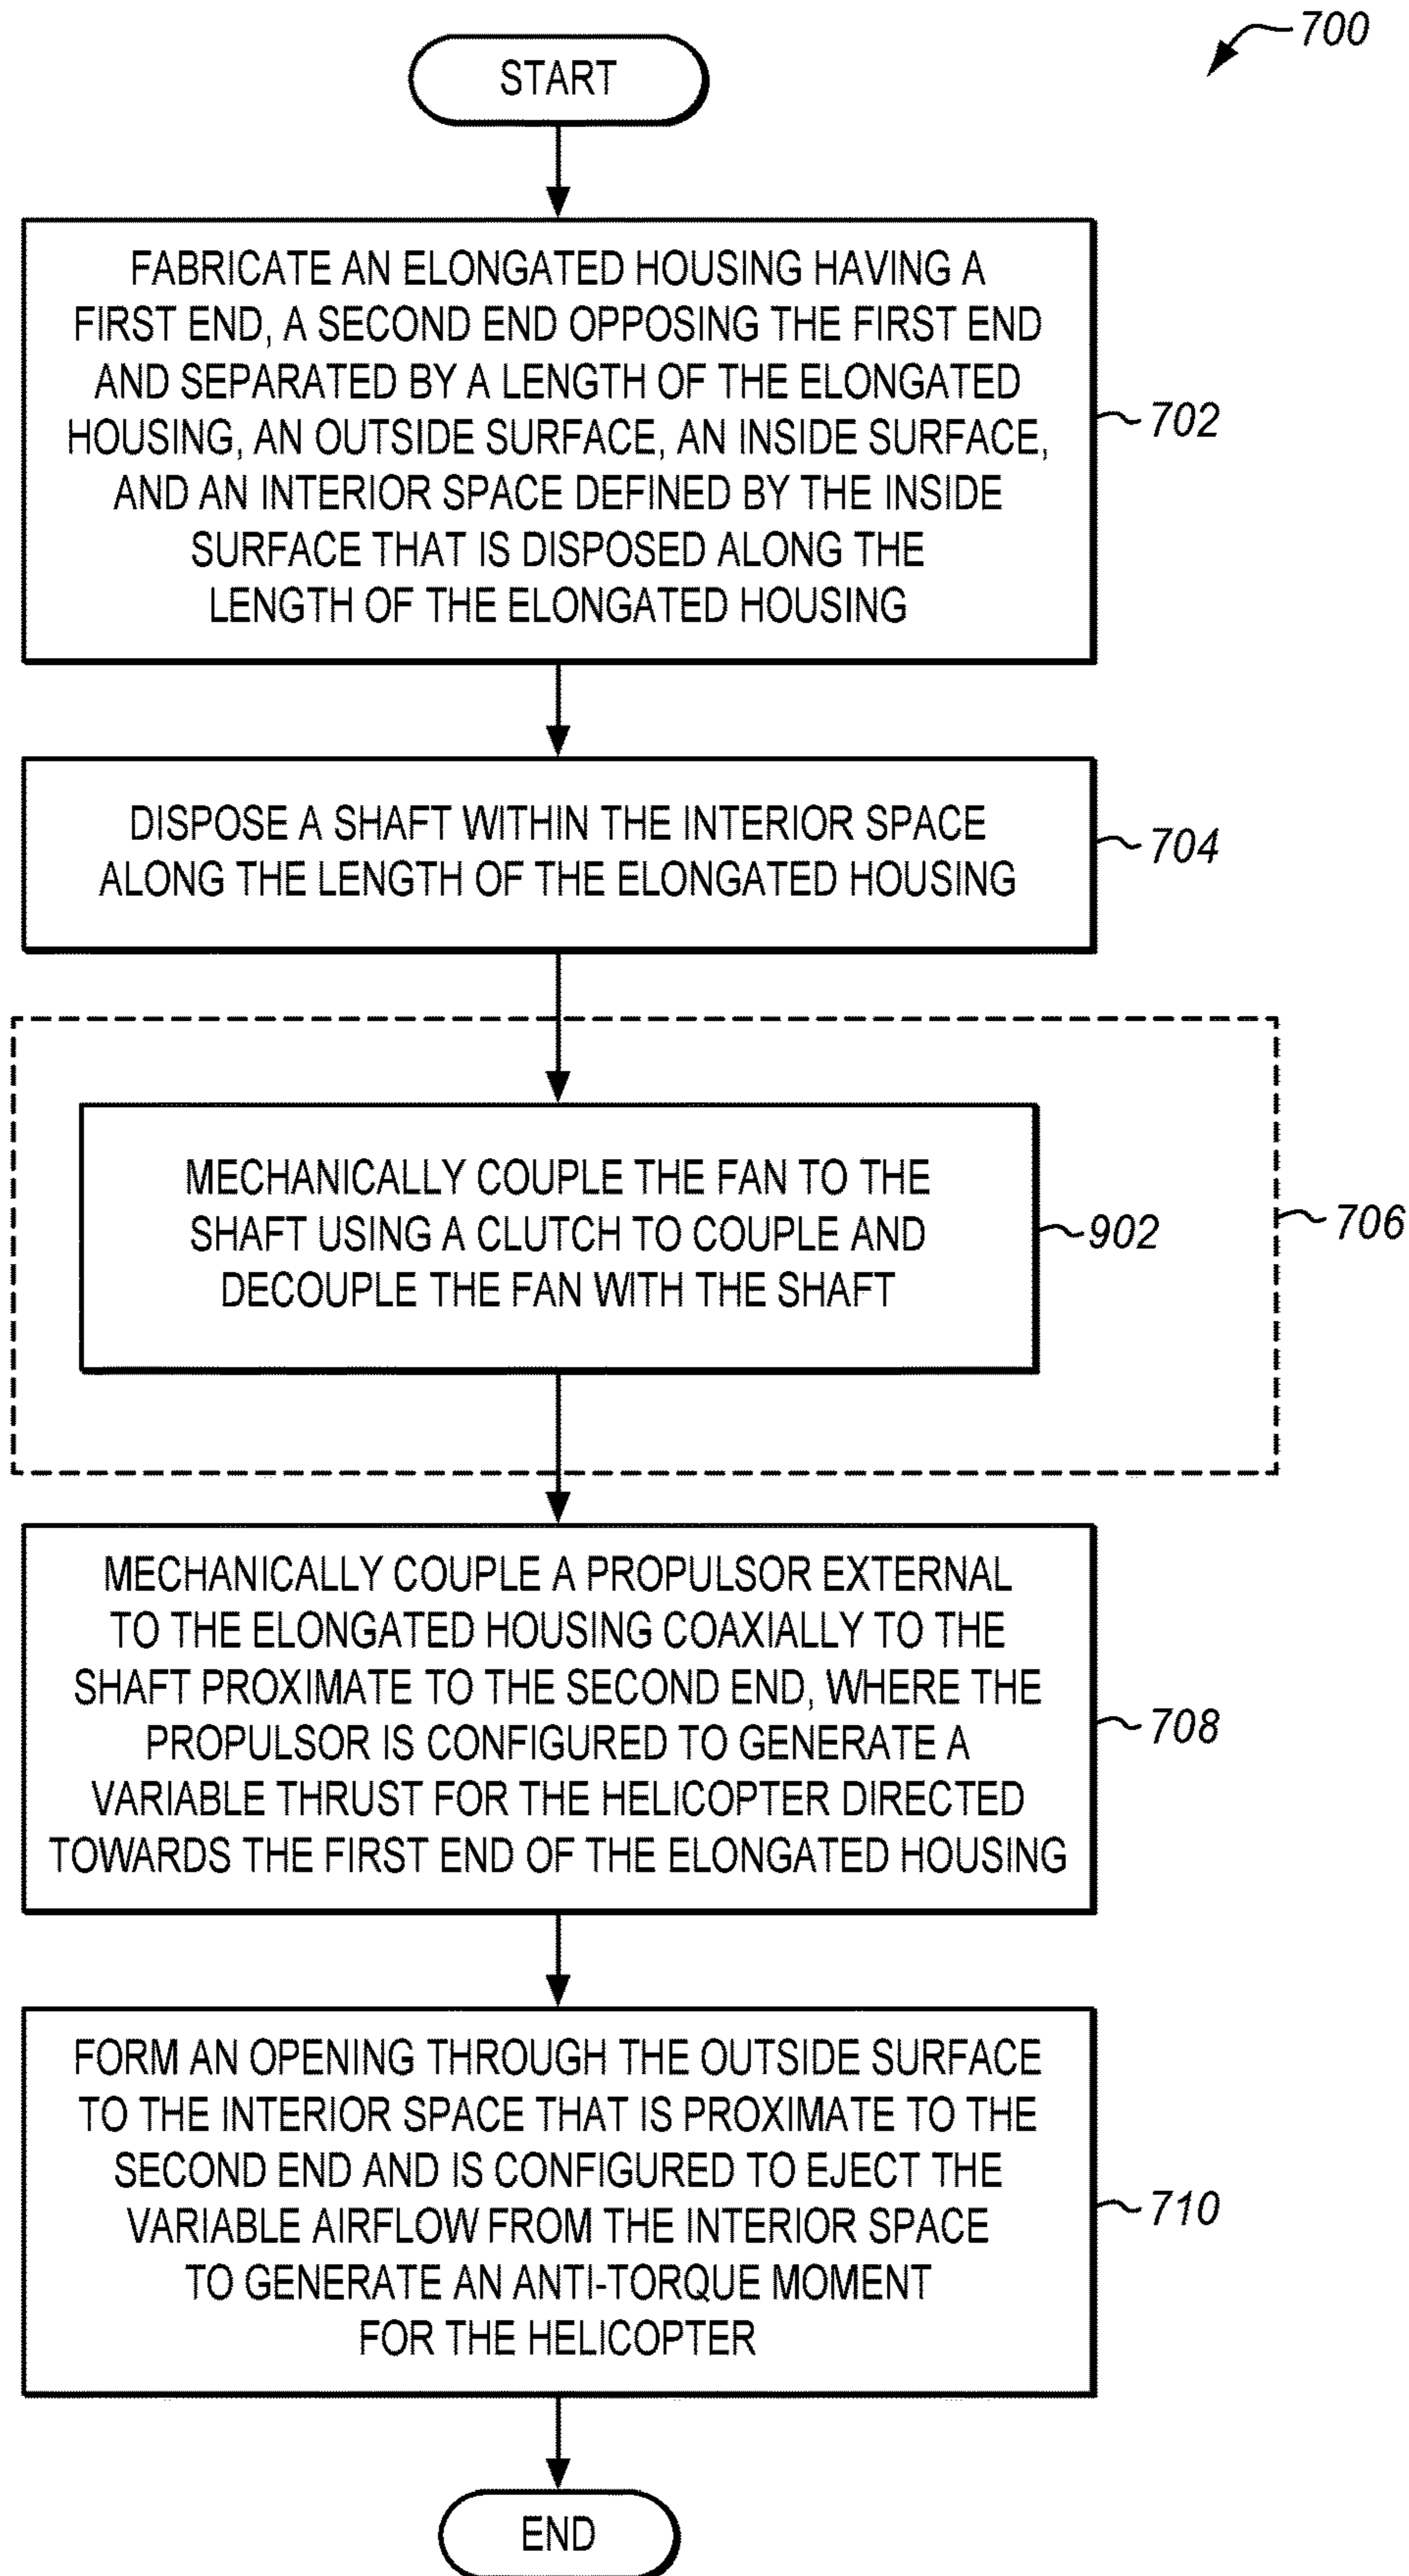 700
START
FABRICATE AN ELONGATED HOUSING HAVING A
FIRST END, A SECOND END OPPOSING THE FIRST END
AND SEPARATED BY A LENGTH OF THE ELONGATED
HOUSING, AN OUTSIDE SURFACE, AN INSIDE SURFACE,
AND AN INTERIOR SPACE DEFINED BY THE INSIDE
SURFACE THAT IS DISPOSED ALONG THE
LENGTH OF THE ELONGATED HOUSING
702
DISPOSE A SHAFT WITHIN THE INTERIOR SPACE
ALONG THE LENGTH OF THE ELONGATED HOUSING
704
MECHANICALLY COUPLE THE FAN TO THE
SHAFT USING A CLUTCH TO COUPLE AND
DECOUPLE THE FAN WITH THE SHAFT
902
706
MECHANICALLY COUPLE A PROPULSOR EXTERNAL
TO THE ELONGATED HOUSING COAXIALLY TO THE
SHAFT PROXIMATE TO THE SECOND END, WHERE THE
PROPULSOR IS CONFIGURED TO GENERATE A
VARIABLE THRUST FOR THE HELICOPTER DIRECTED
TOWARDS THE FIRST END OF THE ELONGATED HOUSING
708
FORM AN OPENING THROUGH THE OUTSIDE SURFACE
TO THE INTERIOR SPACE THAT IS PROXIMATE TO THE
SECOND END AND IS CONFIGURED TO EJECT THE
VARIABLE AIRFLOW FROM THE INTERIOR SPACE
TO GENERATE AN ANTI-TORQUE MOMENT
FOR THE HELICOPTER
710
END